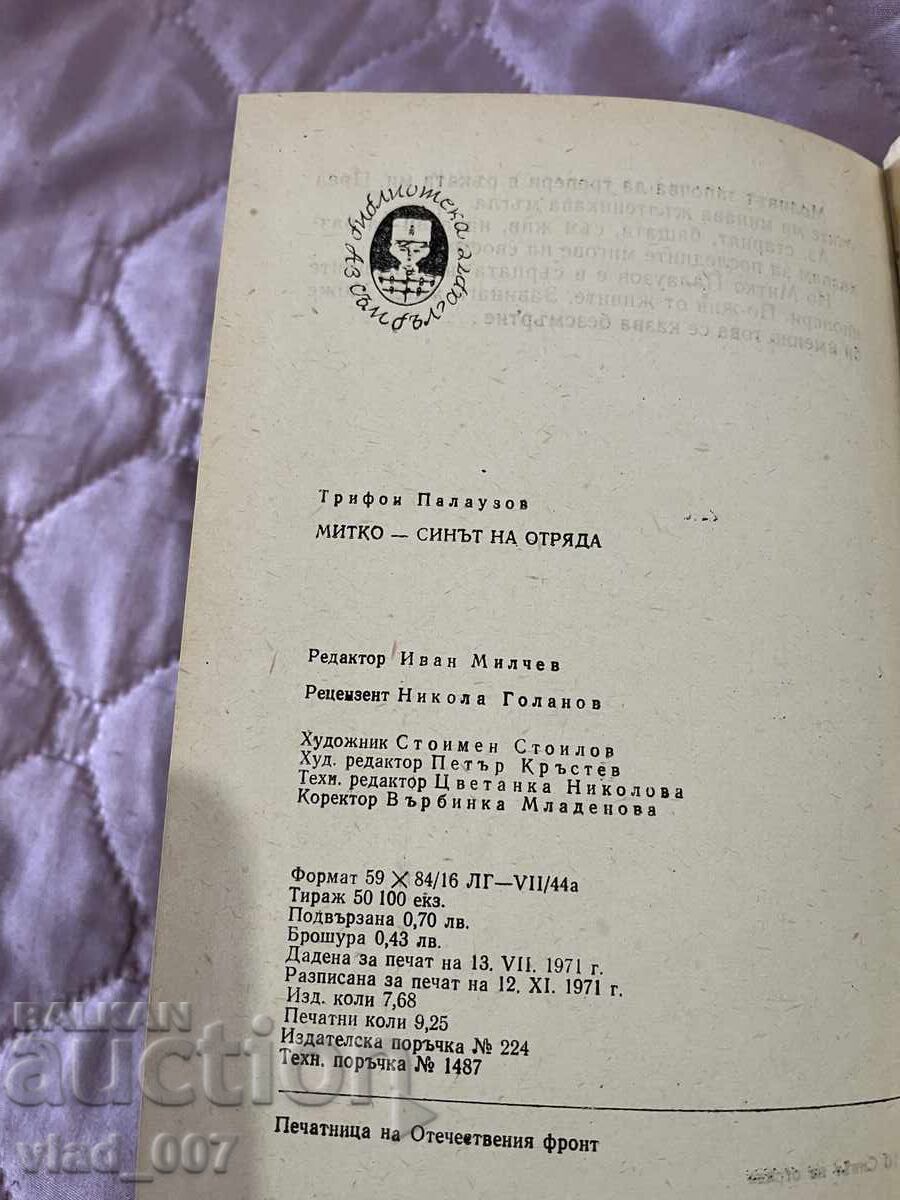 библиотека
Аз съм българче
Трифон Палаузов
МИТКО — СИНЪТ НА ОТРЯДА
Редактор Иван Милчев
Рецензент Никола Голанов
Художник Стоимен Стоилов
Худ. редактор Петър Кръстев
Техн. редактор Цветанка Николова
Коректор Върбинка Младенова
Формат 59 X 84/16 ЛГ—VII/44а
Тираж 50 100 екз.
Подвързана 0,70 лв.
Брошура 0,43 лв.
Дадена за печат на 13. VII. 1971 г.
Разписана за печат на 12. XI. 1971 г.
Изд. коли 7,68
Печатни коли 9,25
Издателска поръчка № 224
Техн. поръчка № 1487
Печатница на Отечествения фронт
BALKAN
auction
vlad_007